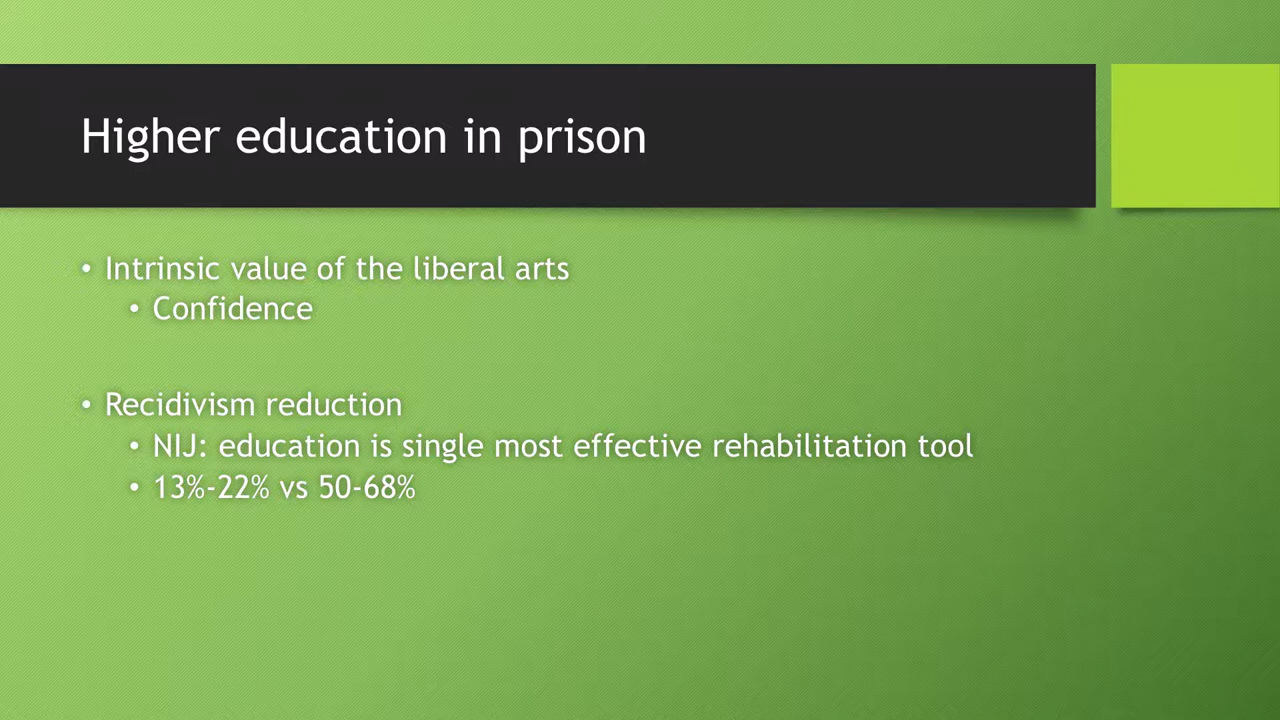 Higher education in prison
• Intrinsic value of the liberal arts
• Confidence
• Recidivism reduction
• NIJ: education is single most effective rehabilitation tool
• 13%-22% vs 50-68%